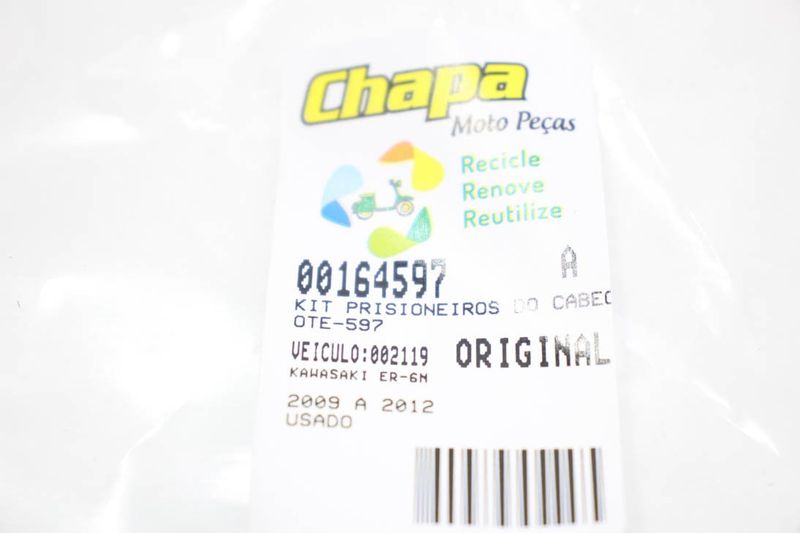 Chapa
Moto Peças
Recicle
Renove
Reutilize
00164597 A
KIT PRISIONEIROS DO CABEC
OTE-597
VEICULO:002119 ORIGINAL
KAWASAKI ER-6N
2009 A 2012
USADO